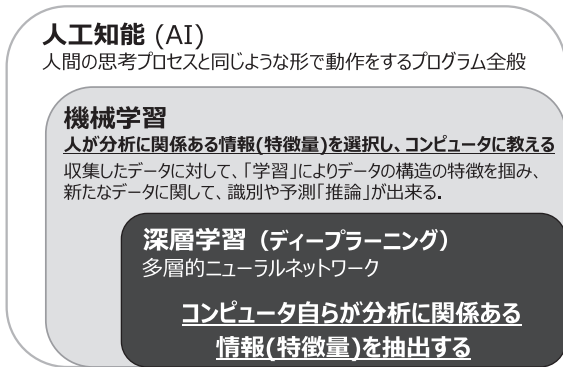 人工知能 (AI)
人間の思考プロセスと同じような形で動作をするプログラム全般
機械学習
人が分析に関係ある情報(特徴量)を選択し、コンピュータに教える
収集したデータに対して、「学習」によりデータの構造の特徴を掴み、
新たなデータに関して、識別や予測「推論」が出来る.
深層学習（ディープラーニング）
多層的ニューラルネットワーク
コンピュータ自らが分析に関係ある
情報(特徴量)を抽出する